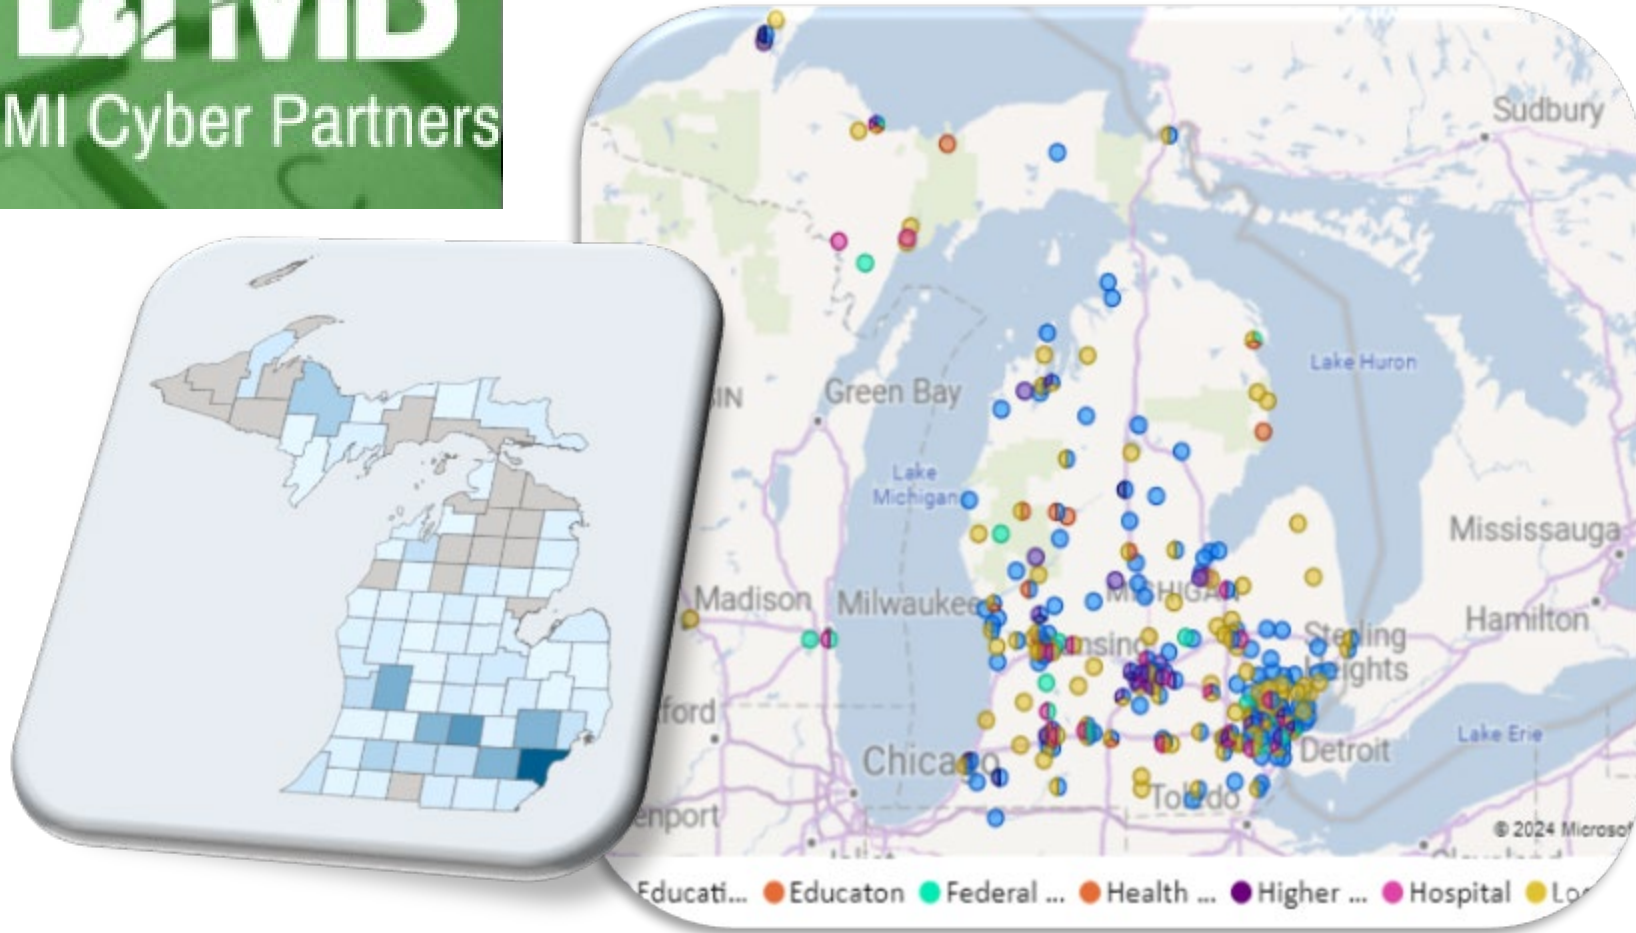 MI Cyber Partners
Sudbury
Lake Huron
Green Bay
Lake
Michigan
Mississauga
Madison
Milwaukee
Hamilton
Sterling
Heights
Detroit
Lake Erie
Chicago
Toledo
© 2024 Microsof
Educati... Educaton Federal ... Health ... Higher ... Hospital